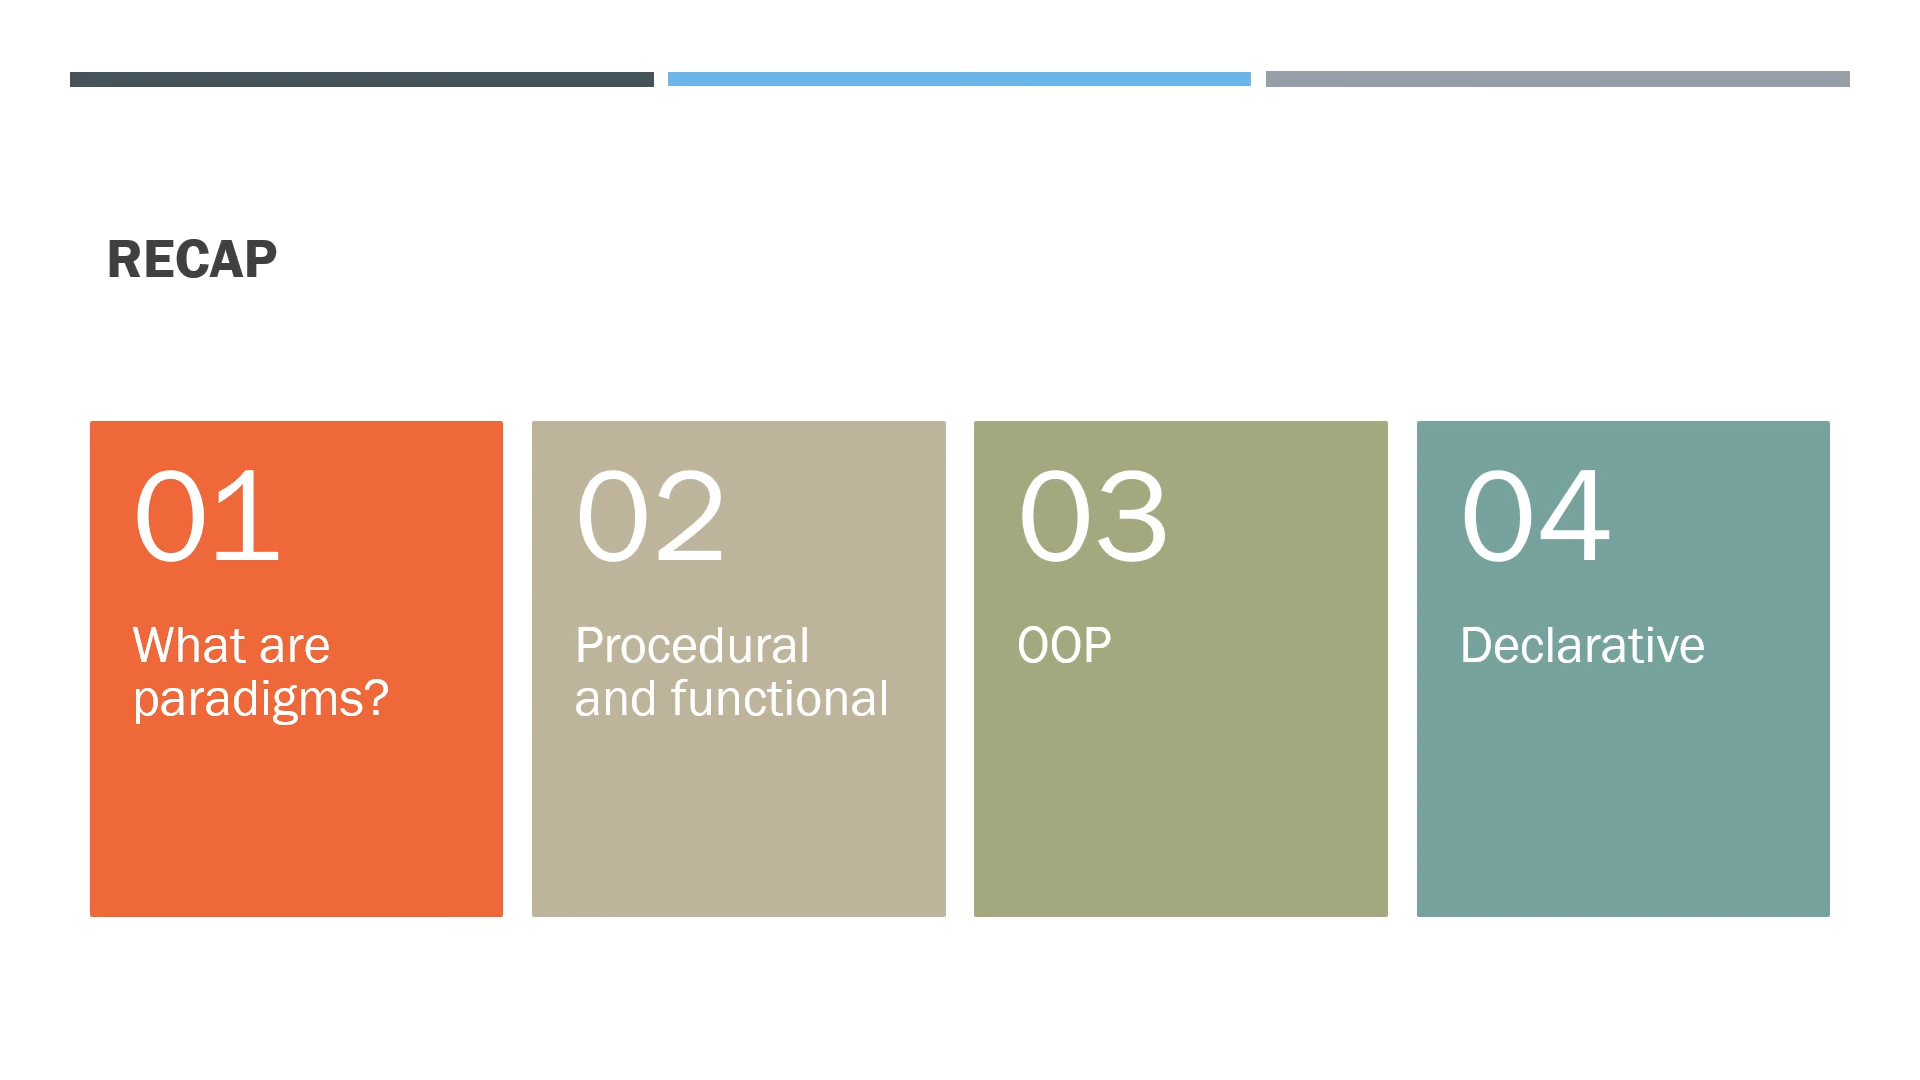 RECAP
01
What are
paradigms?
02
Procedural
and functional
03
OOP
04
Declarative